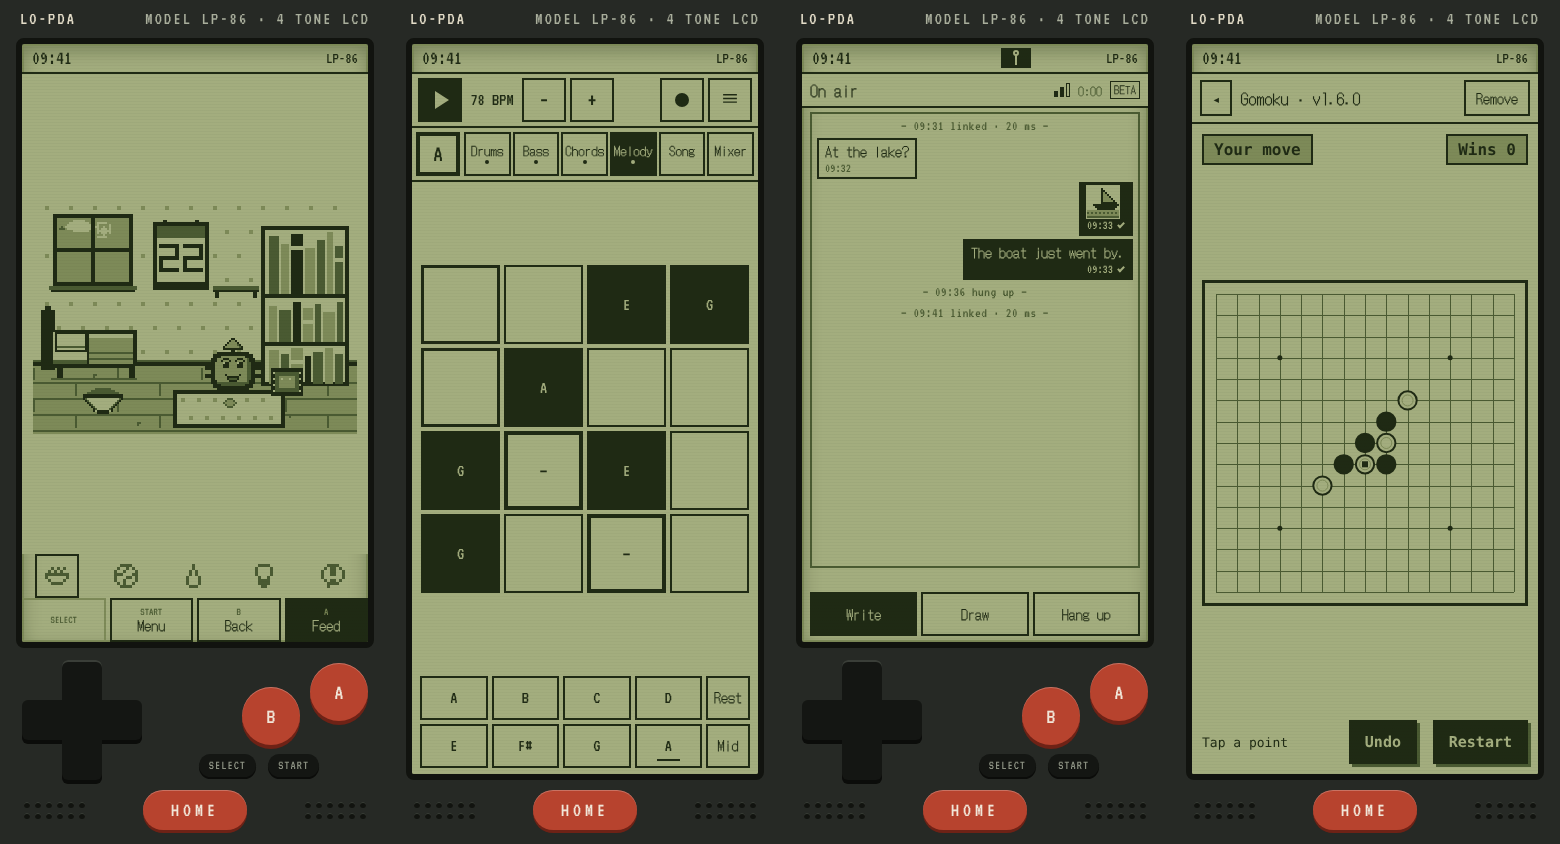 LO-PDA MODEL LP-86 · 4 TONE LCD
09:41 LP-86
22
SELECT
START
Menu
B
Back
A
Feed
A
B
SELECT START
HOME
LO-PDA MODEL LP-86 · 4 TONE LCD
09:41 LP-86
78 BPM - +
A Drums Bass Chords Melody Song Mixer
E G
A
G - E
G -
A B C D Rest
E F# G A Mid
HOME
LO-PDA MODEL LP-86 · 4 TONE LCD
09:41 LP-86
On air 0:00 BETA
- 09:31 linked · 20 ms -
At the lake?
09:32
09:33
The boat just went by.
09:33
- 09:36 hung up -
- 09:41 linked · 20 ms -
Write Draw Hang up
A
B
SELECT START
HOME
LO-PDA MODEL LP-86 · 4 TONE LCD
09:41 LP-86
Gomoku · v1.6.0 Remove
Your move Wins 0
Tap a point Undo Restart
HOME